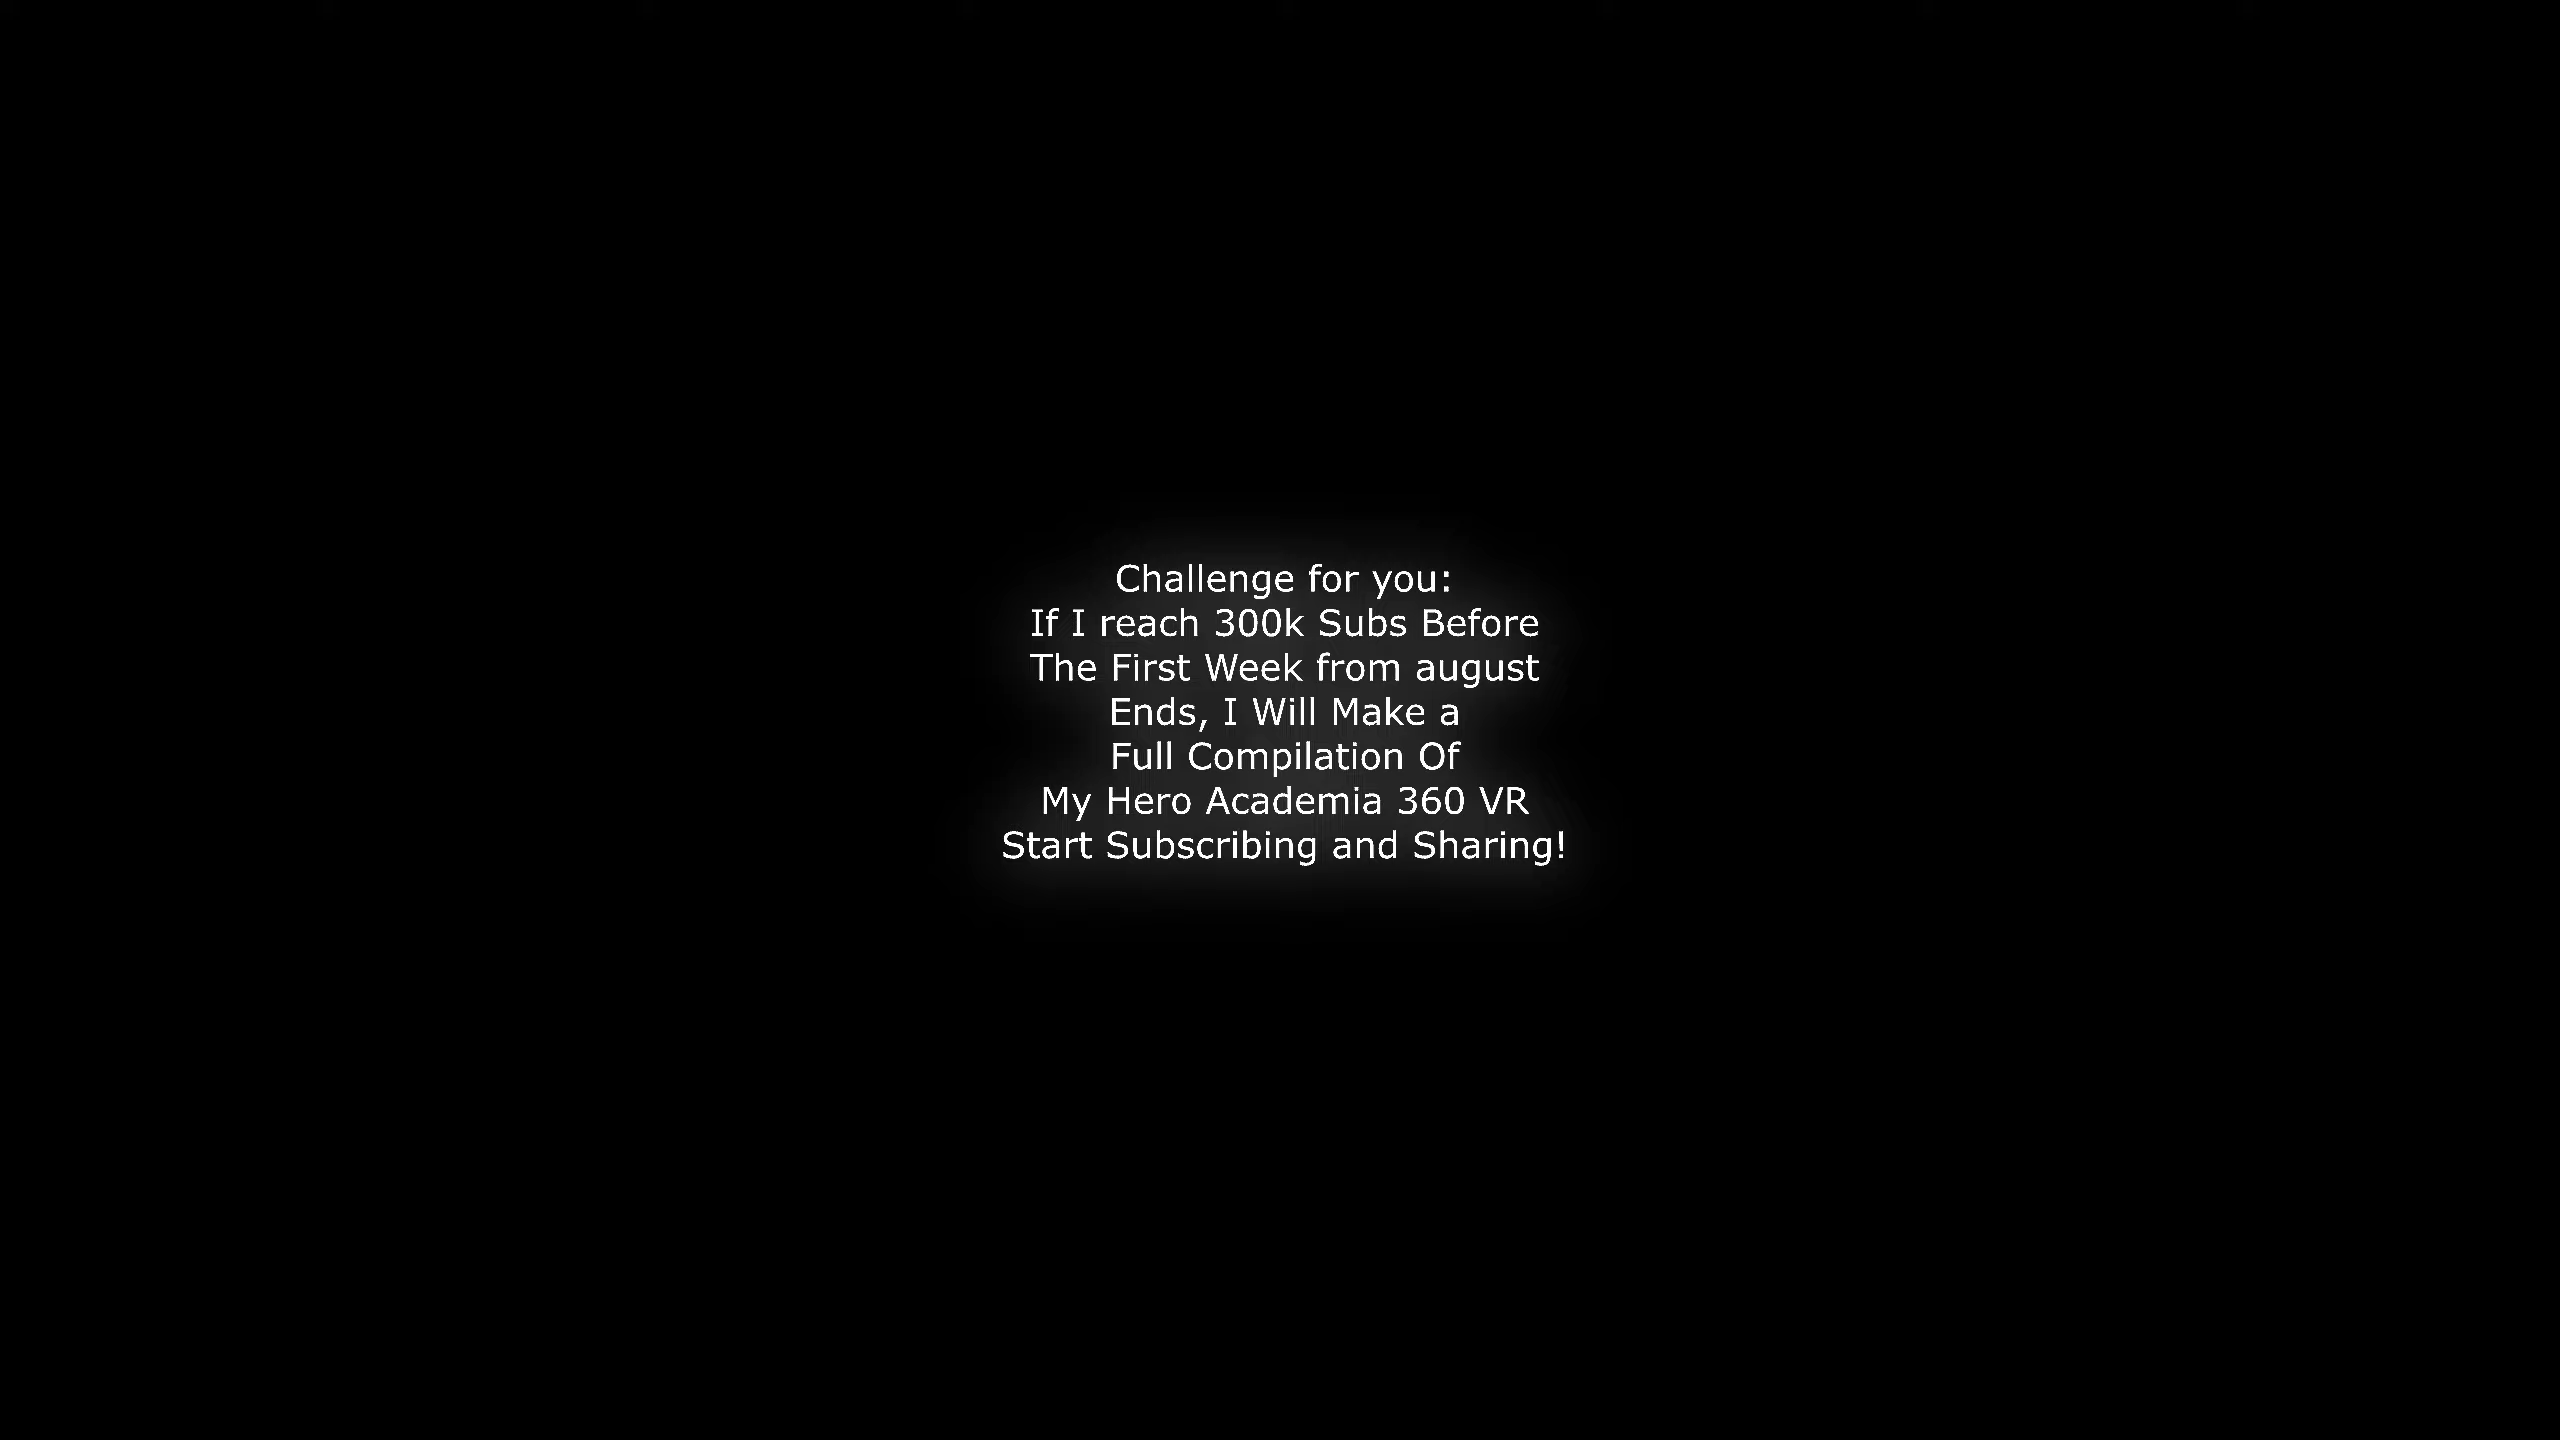 Challenge for you:
If I reach 300k Subs Before
The First Week from august
Ends, I Will Make a
Full Compilation Of
My Hero Academia 360 VR
Start Subscribing and Sharing!